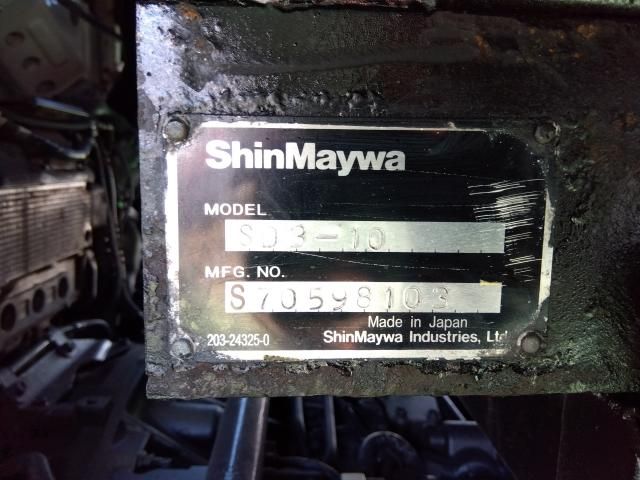 ShinMaywa
MODEL
SD3-10
MFG. NO.
S70598103
Made in Japan
203-24325-0
ShinMaywa Industries, Ltd